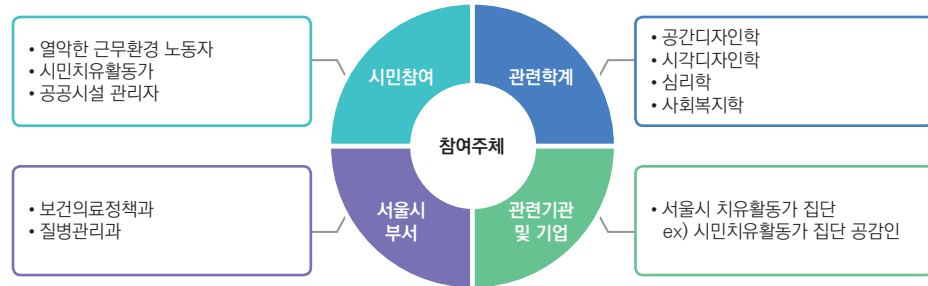 • 열악한 근무환경 노동자
• 시민치유활동가
• 공공시설 관리자
시민참여
관련학계
• 공간디자인학
• 시각디자인학
• 심리학
• 사회복지학
참여주체
• 보건의료정책과
• 질병관리과
서울시
부서
관련기관
및 기업
• 서울시 치유활동가 집단
ex) 시민치유활동가 집단 공감인